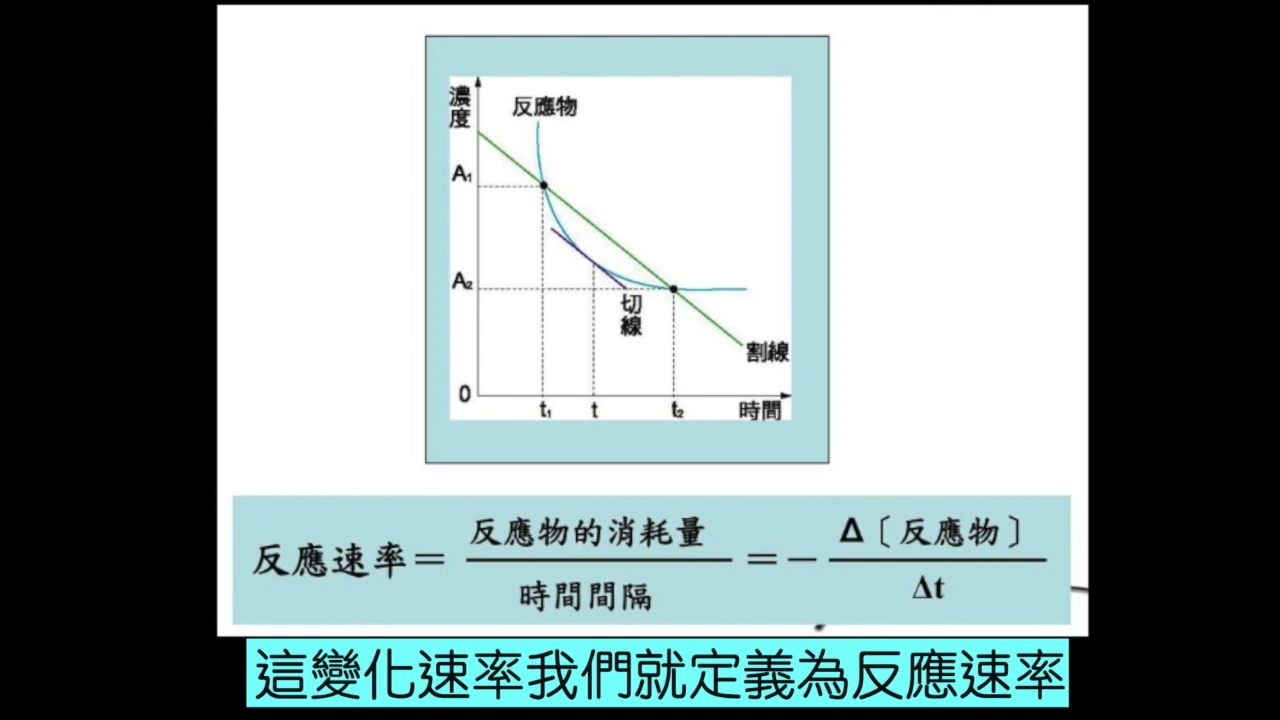 濃度
反應物
A₁
A₂
切線
割線
0
t₁
t
t₂
時間
反應速率= 反應物的消耗量 =- Δ〔反應物〕
時間間隔 Δt
這變化速率我們就定義為反應速率